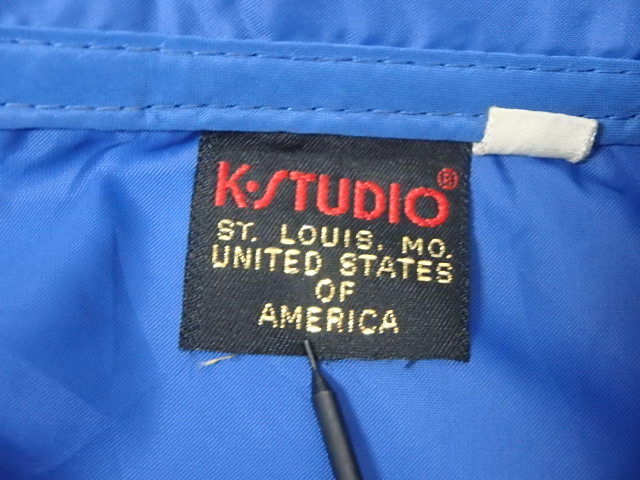 K·STUDIO®
ST. LOUIS. MO.
UNITED STATES
OF
AMERICA